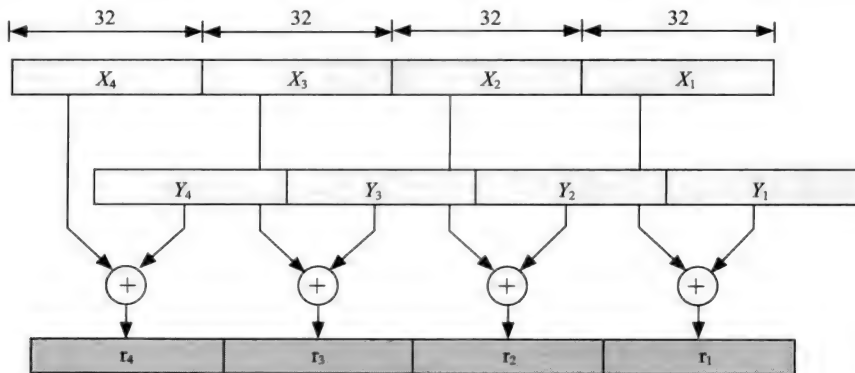 32 32 32 32
X4 X3 X2 X1
Y4 Y3 Y2 Y1
+ + + +
r4 r3 r2 r1